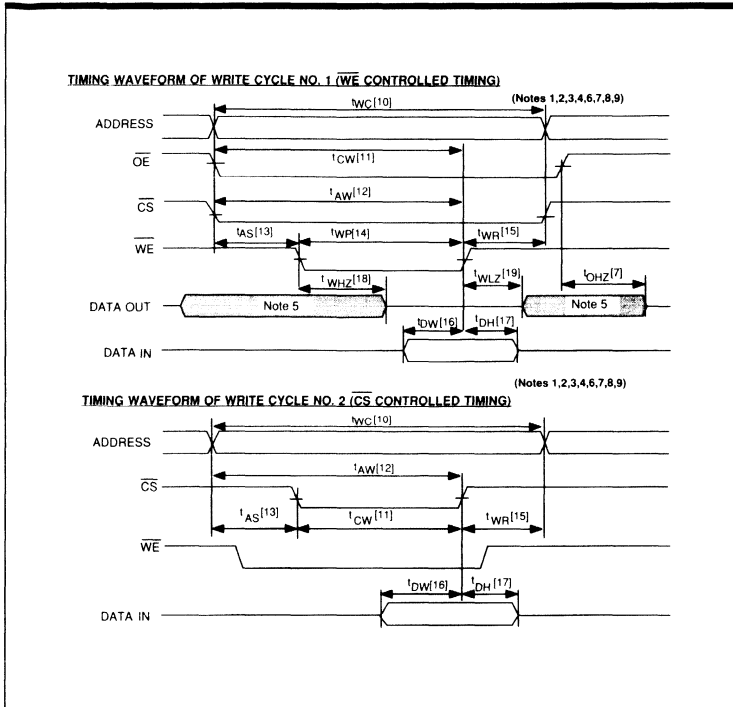 TIMING WAVEFORM OF WRITE CYCLE NO. 1 (WE CONTROLLED TIMING)
(Notes 1,2,3,4,6,7,8,9)
tWC[10]
ADDRESS
OE
tCW[11]
tAW[12]
CS
tAS[13]
tWP[14]
tWR[15]
WE
tWHZ[18]
tWLZ[19]
tOHZ[7]
DATA OUT
Note 5
Note 5
tDW[16]
tDH[17]
DATA IN
(Notes 1,2,3,4,6,7,8,9)
TIMING WAVEFORM OF WRITE CYCLE NO. 2 (CS CONTROLLED TIMING)
tWC[10]
ADDRESS
tAW[12]
CS
tAS[13]
tCW[11]
tWR[15]
WE
tDW[16]
tDH[17]
DATA IN